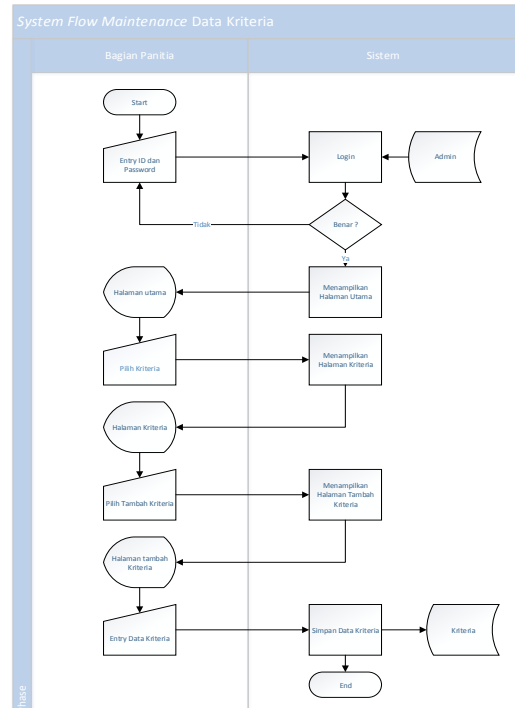 System Flow Maintenance Data Kriteria
Bagian Panitia
Sistem
Start
Entry ID dan
Password
Login
Admin
Benar ?
Tidak
Ya
Halaman utama
Menampilkan
Halaman Utama
Pilih Kriteria
Menampilkan
Halaman Kriteria
Halaman Kriteria
Pilih Tambah Kriteria
Menampilkan
Halaman Tambah
Kriteria
Halaman tambah
Kriteria
Entry Data Kriteria
Simpan Data Kriteria
Kriteria
End
hase